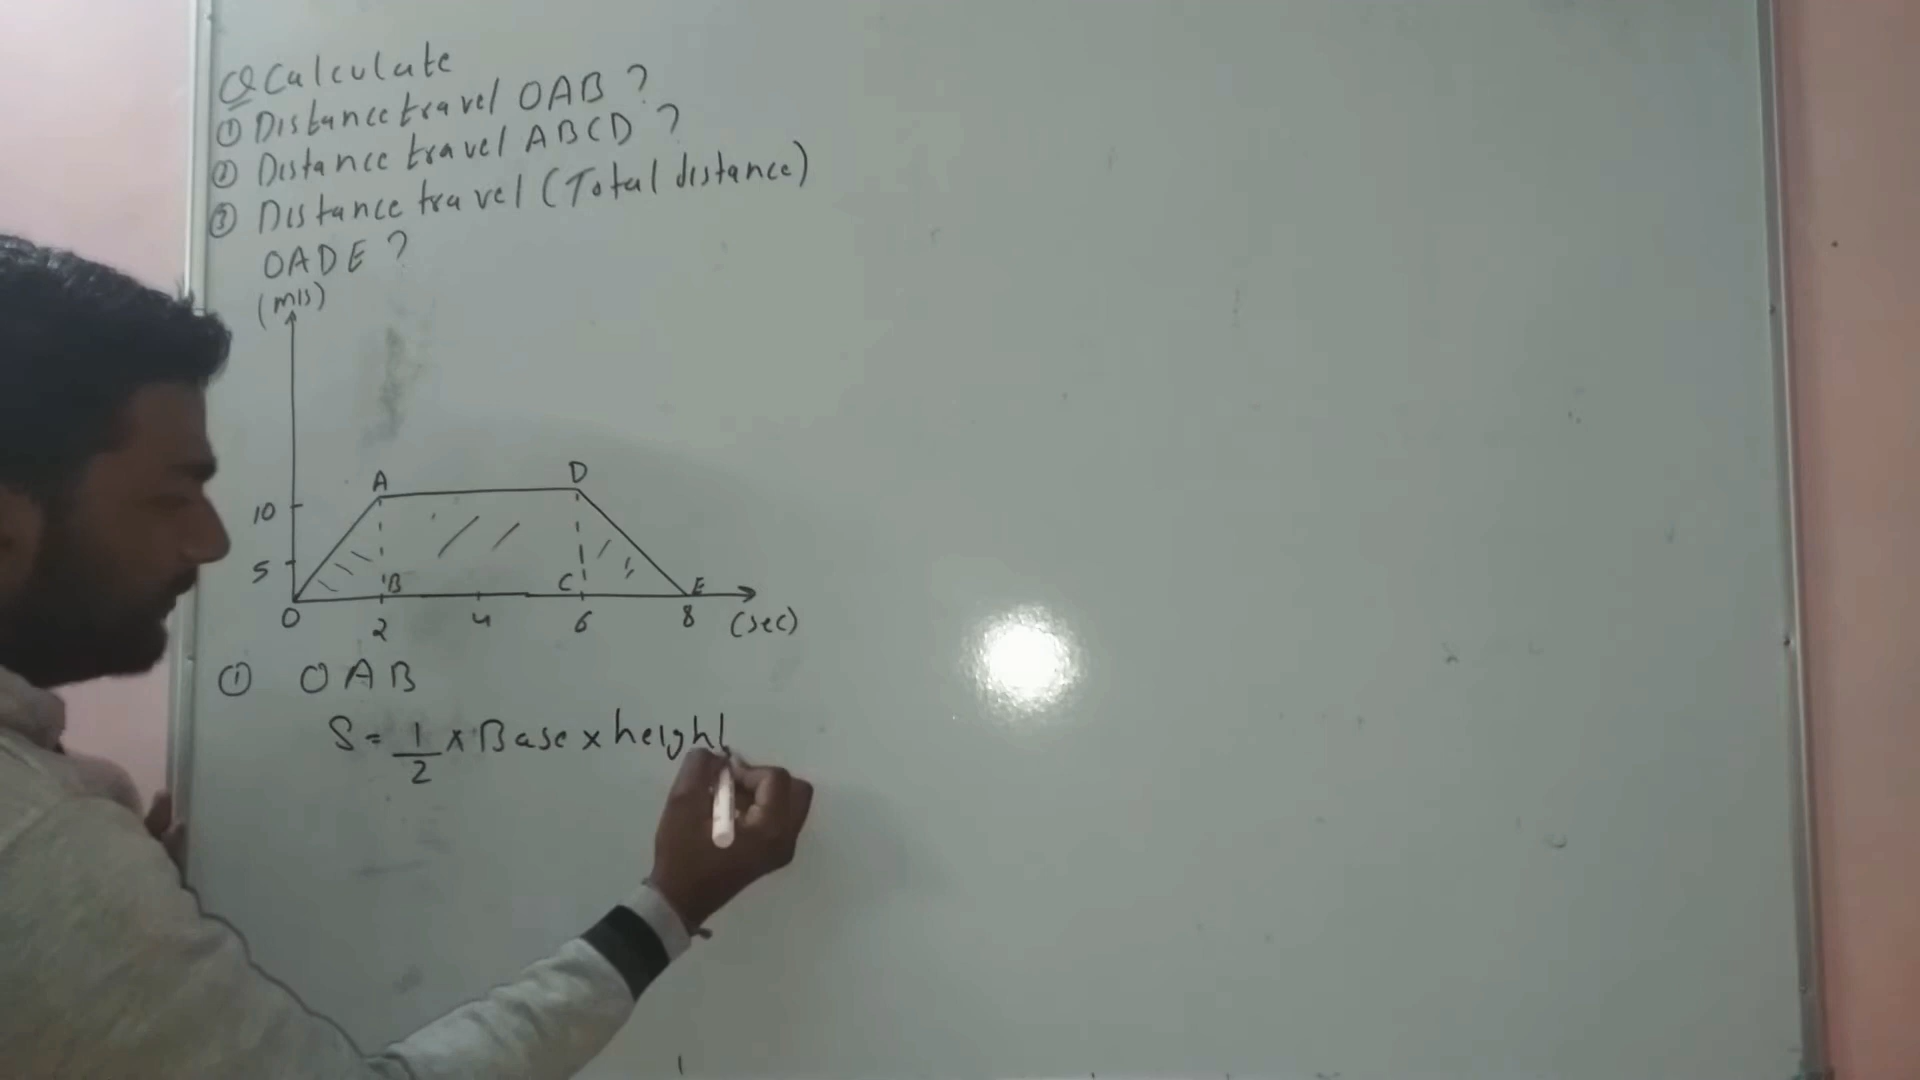 Q Calculate
① Distance travel OAB ?
② Distance travel ABCD ?
③ Distance travel (Total distance)
OADE ?
(m/s)
A D
10
5 B C E
0 2 4 6 8 (sec)
① OAB
S = 1/2 x Base x height